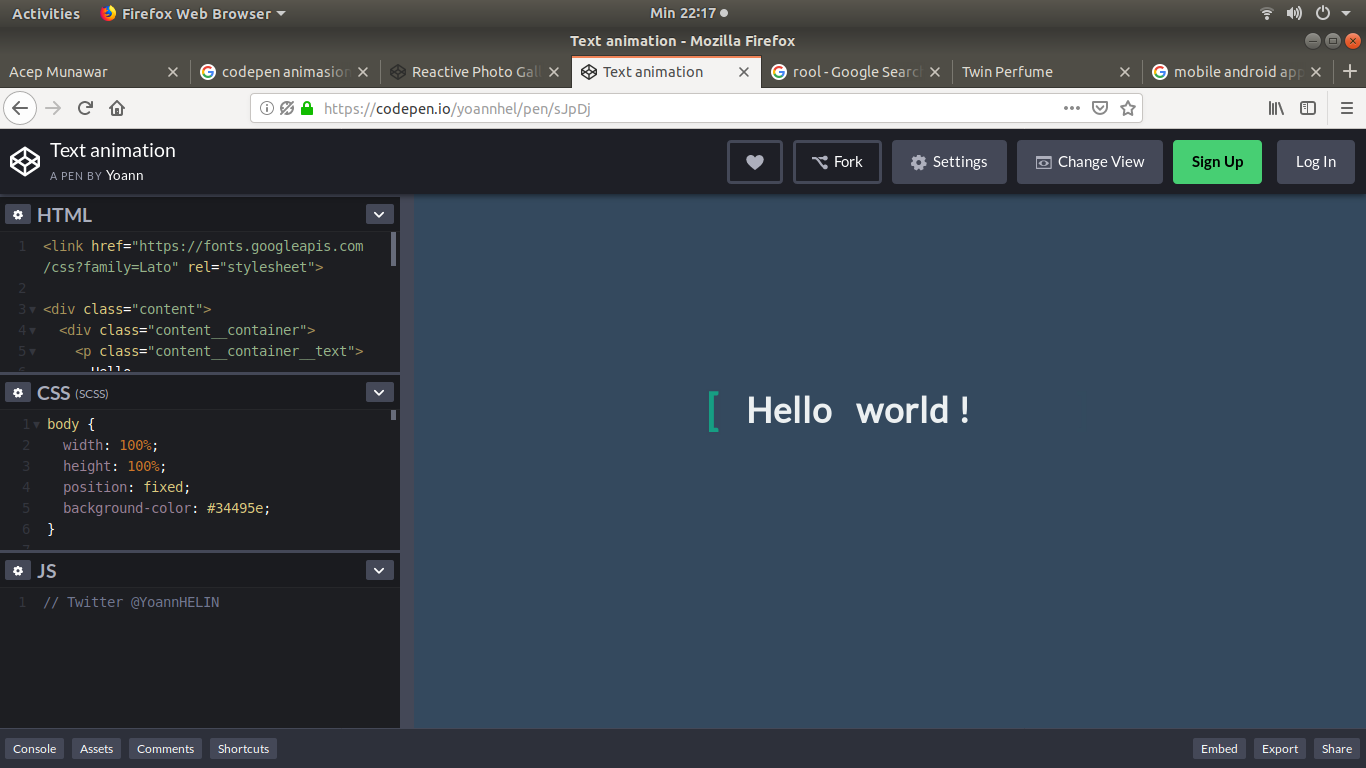 Activities Firefox Web Browser Min 22:17
Text animation - Mozilla Firefox
Acep Munawar codepen animasion Reactive Photo Gal Text animation rool - Google Searc Twin Perfume mobile android app
https://codepen.io/yoannhel/pen/sJpDj
Text animation
A PEN BY Yoann
Fork Settings Change View Sign Up Log In
HTML
1 <link href="https://fonts.googleapis.com
/css?family=Lato" rel="stylesheet">
2
3 <div class="content">
4 <div class="content__container">
5 <p class="content__container__text">
6 Hello
CSS (SCSS)
1 body {
2 width: 100%;
3 height: 100%;
4 position: fixed;
5 background-color: #34495e;
6 }
7
JS
1 // Twitter @YoannHELIN
[ Hello world !
Console Assets Comments Shortcuts Embed Export Share